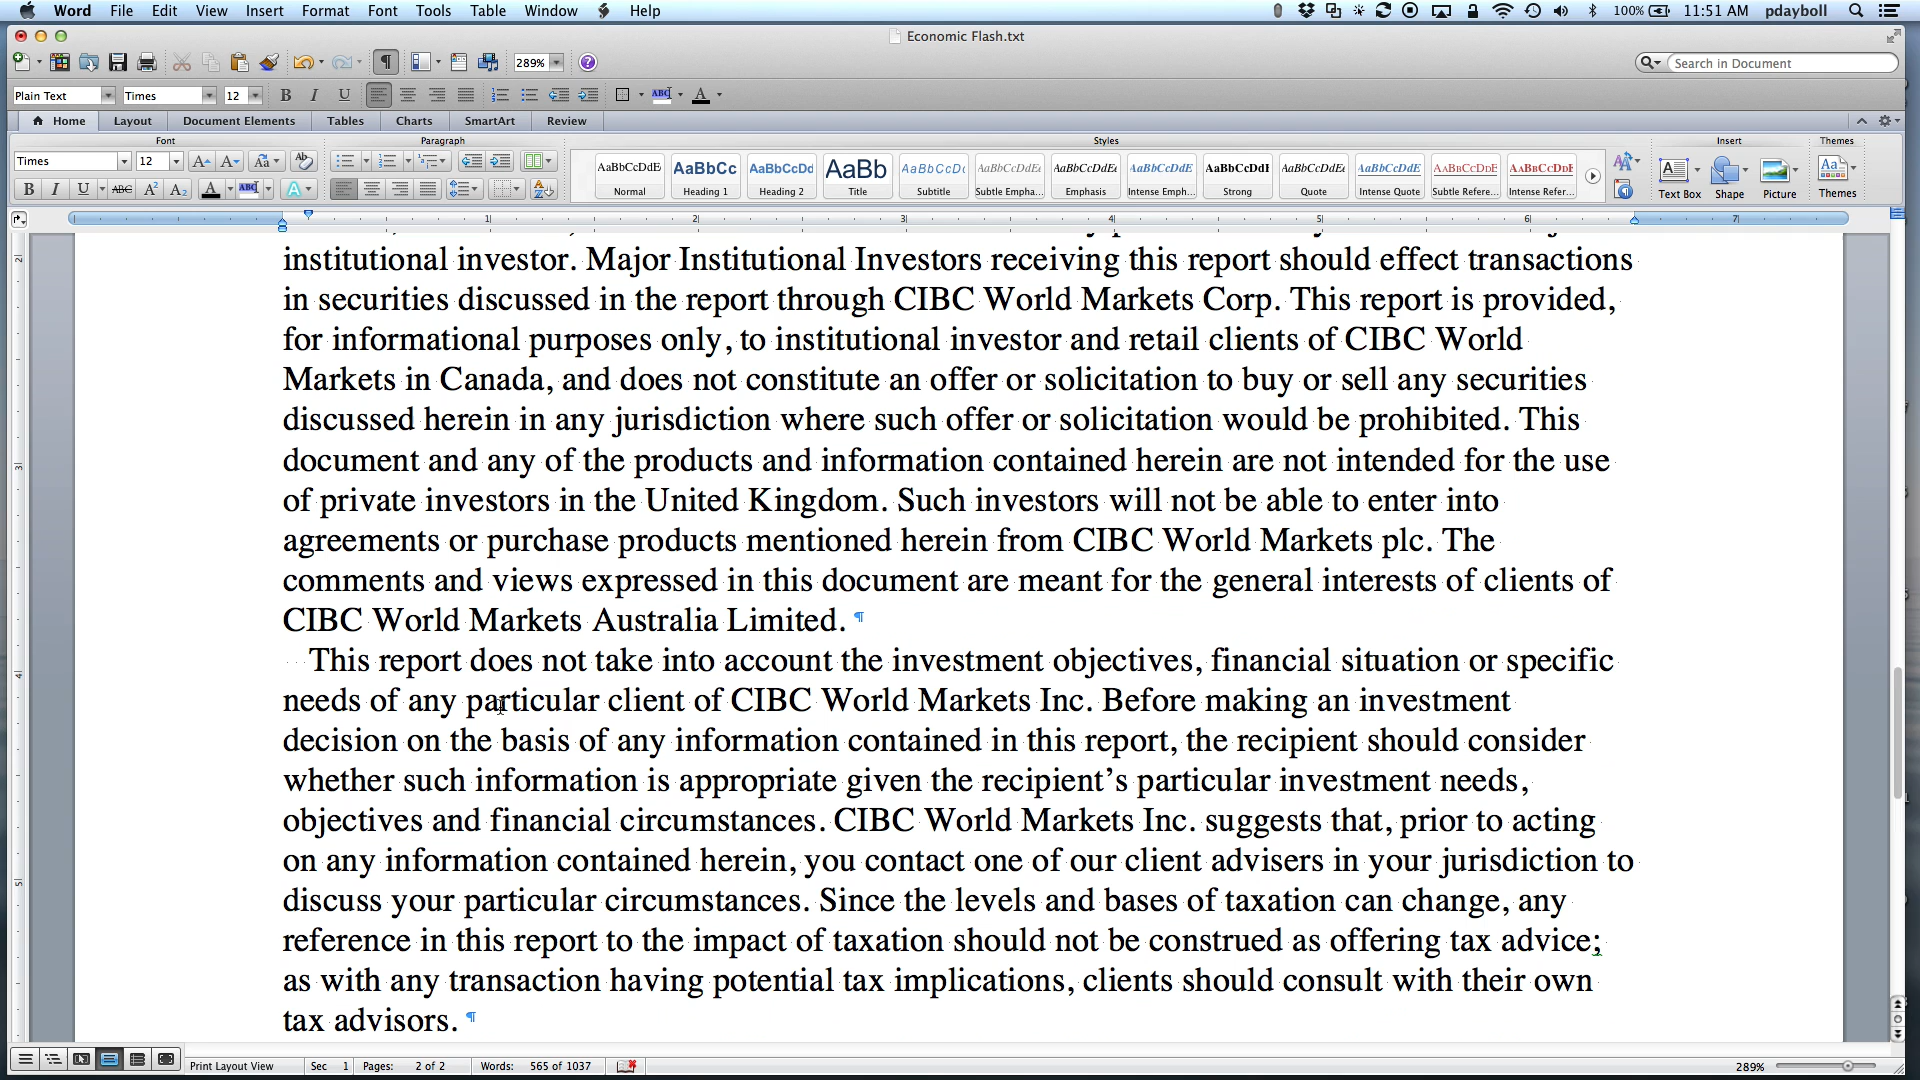 Word File Edit View Insert Format Font Tools Table Window Help 100% 11:51 AM pdayboll
Economic Flash.txt
289% Search in Document
Plain Text Times 12 B I U ABC A
Home Layout Document Elements Tables Charts SmartArt Review
Font Paragraph Styles Insert Themes
Times 12 A A Aa AaBbCcDdE AaBbCc AaBbCcDd AaBb AaBbCcDc AaBbCcDdEe AaBbCcDdEe AaBbCcDdE AaBbCcDdI AaBbCcDdEe AaBbCcDdE AaBbCcDdE AaBbCcDdE Aa
B I U ABC A² A₂ A ABC A Normal Heading 1 Heading 2 Title Subtitle Subtle Empha... Emphasis Intense Emph... Strong Quote Intense Quote Subtle Refere... Intense Refer... Text Box Shape Picture Themes
1 2 3 4 5 6 7
institutional investor. Major Institutional Investors receiving this report should effect transactions
in securities discussed in the report through CIBC World Markets Corp. This report is provided,
for informational purposes only, to institutional investor and retail clients of CIBC World
Markets in Canada, and does not constitute an offer or solicitation to buy or sell any securities
discussed herein in any jurisdiction where such offer or solicitation would be prohibited. This
document and any of the products and information contained herein are not intended for the use
of private investors in the United Kingdom. Such investors will not be able to enter into
agreements or purchase products mentioned herein from CIBC World Markets plc. The
comments and views expressed in this document are meant for the general interests of clients of
CIBC World Markets Australia Limited. ¶
This report does not take into account the investment objectives, financial situation or specific
needs of any particular client of CIBC World Markets Inc. Before making an investment
decision on the basis of any information contained in this report, the recipient should consider
whether such information is appropriate given the recipient’s particular investment needs,
objectives and financial circumstances. CIBC World Markets Inc. suggests that, prior to acting
on any information contained herein, you contact one of our client advisers in your jurisdiction to
discuss your particular circumstances. Since the levels and bases of taxation can change, any
reference in this report to the impact of taxation should not be construed as offering tax advice;
as with any transaction having potential tax implications, clients should consult with their own
tax advisors. ¶
Print Layout View Sec 1 Pages: 2 of 2 Words: 565 of 1037 289%